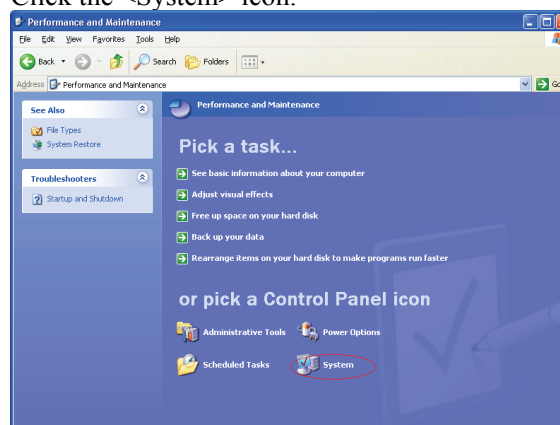 Click the <System> icon.
Performance and Maintenance
File Edit View Favorites Tools Help
Back Search Folders
Address Performance and Maintenance Go
See Also
File Types
System Restore
Troubleshooters
Startup and Shutdown
Performance and Maintenance
Pick a task...
See basic information about your computer
Adjust visual effects
Free up space on your hard disk
Back up your data
Rearrange items on your hard disk to make programs run faster
or pick a Control Panel icon
Administrative Tools Power Options
Scheduled Tasks System